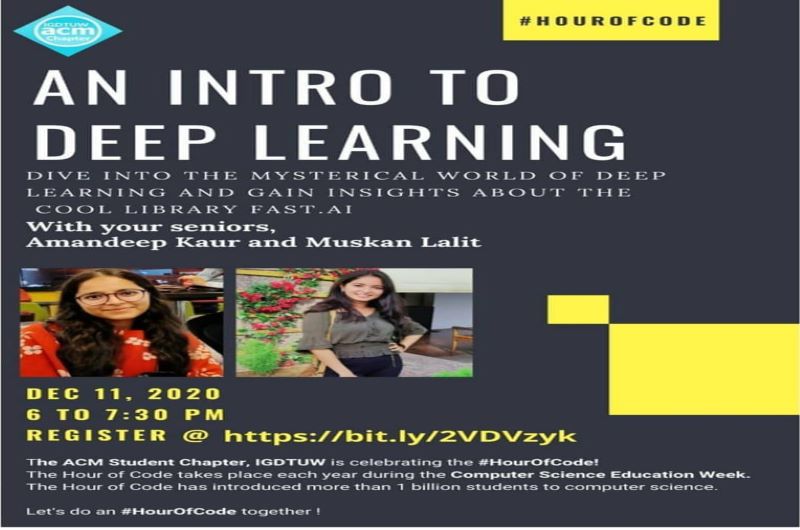 IGDTUW
acm
Chapter
#HOUROFCODE
AN INTRO TO
DEEP LEARNING
DIVE INTO THE MYSTERICAL WORLD OF DEEP
LEARNING AND GAIN INSIGHTS ABOUT THE
COOL LIBRARY FAST.AI
With your seniors,
Amandeep Kaur and Muskan Lalit
DEC 11, 2020
6 TO 7:30 PM
REGISTER @ https://bit.ly/2VDVzyk
The ACM Student Chapter, IGDTUW is celebrating the #HourOfCode!
The Hour of Code takes place each year during the Computer Science Education Week.
The Hour of Code has introduced more than 1 billion students to computer science.
Let's do an #HourOfCode together !